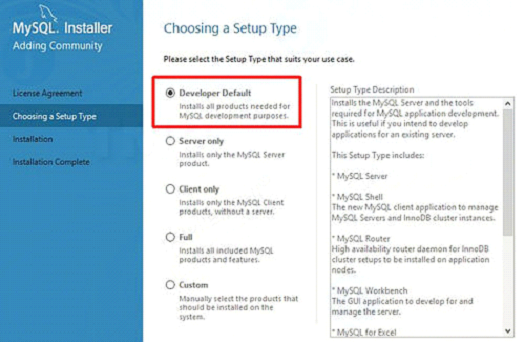 MySQL. Installer
Adding Community
License Agreement
Choosing a Setup Type
Installation
Installation Complete
Choosing a Setup Type
Please select the Setup Type that suits your use case.
Developer Default
Installs all products needed for
MySQL development purposes.
Server only
Installs only the MySQL Server
product.
Client only
Installs only the MySQL Client
products, without a server.
Full
Installs all included MySQL
products and features.
Custom
Manually select the products that
should be installed on the
system.
Setup Type Description
Installs the MySQL Server and the tools
required for MySQL application development.
This is useful if you intend to develop
applications for an existing server.
This Setup Type includes:
* MySQL Server
* MySQL Shell
The new MySQL client application to manage
MySQL Servers and InnoDB cluster instances.
* MySQL Router
High availability router daemon for InnoDB
cluster setups to be installed on application
nodes.
* MySQL Workbench
The GUI application to develop for and
manage the server.
* MySQL for Excel